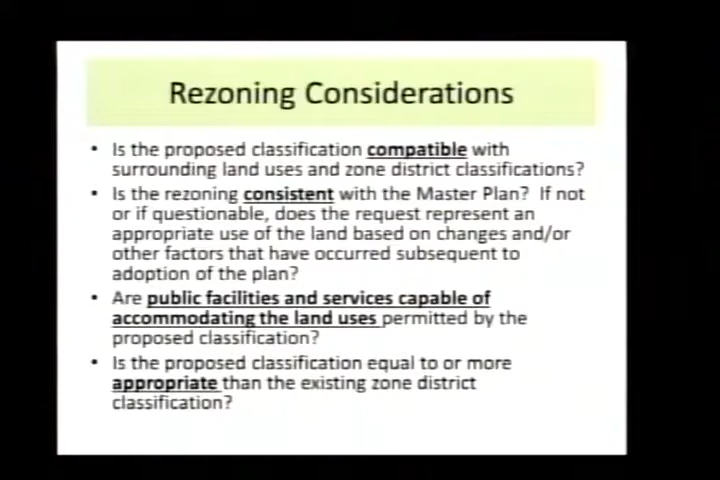 Rezoning Considerations
• Is the proposed classification compatible with
surrounding land uses and zone district classifications?
• Is the rezoning consistent with the Master Plan? If not
or if questionable, does the request represent an
appropriate use of the land based on changes and/or
other factors that have occurred subsequent to
adoption of the plan?
• Are public facilities and services capable of
accommodating the land uses permitted by the
proposed classification?
• Is the proposed classification equal to or more
appropriate than the existing zone district
classification?